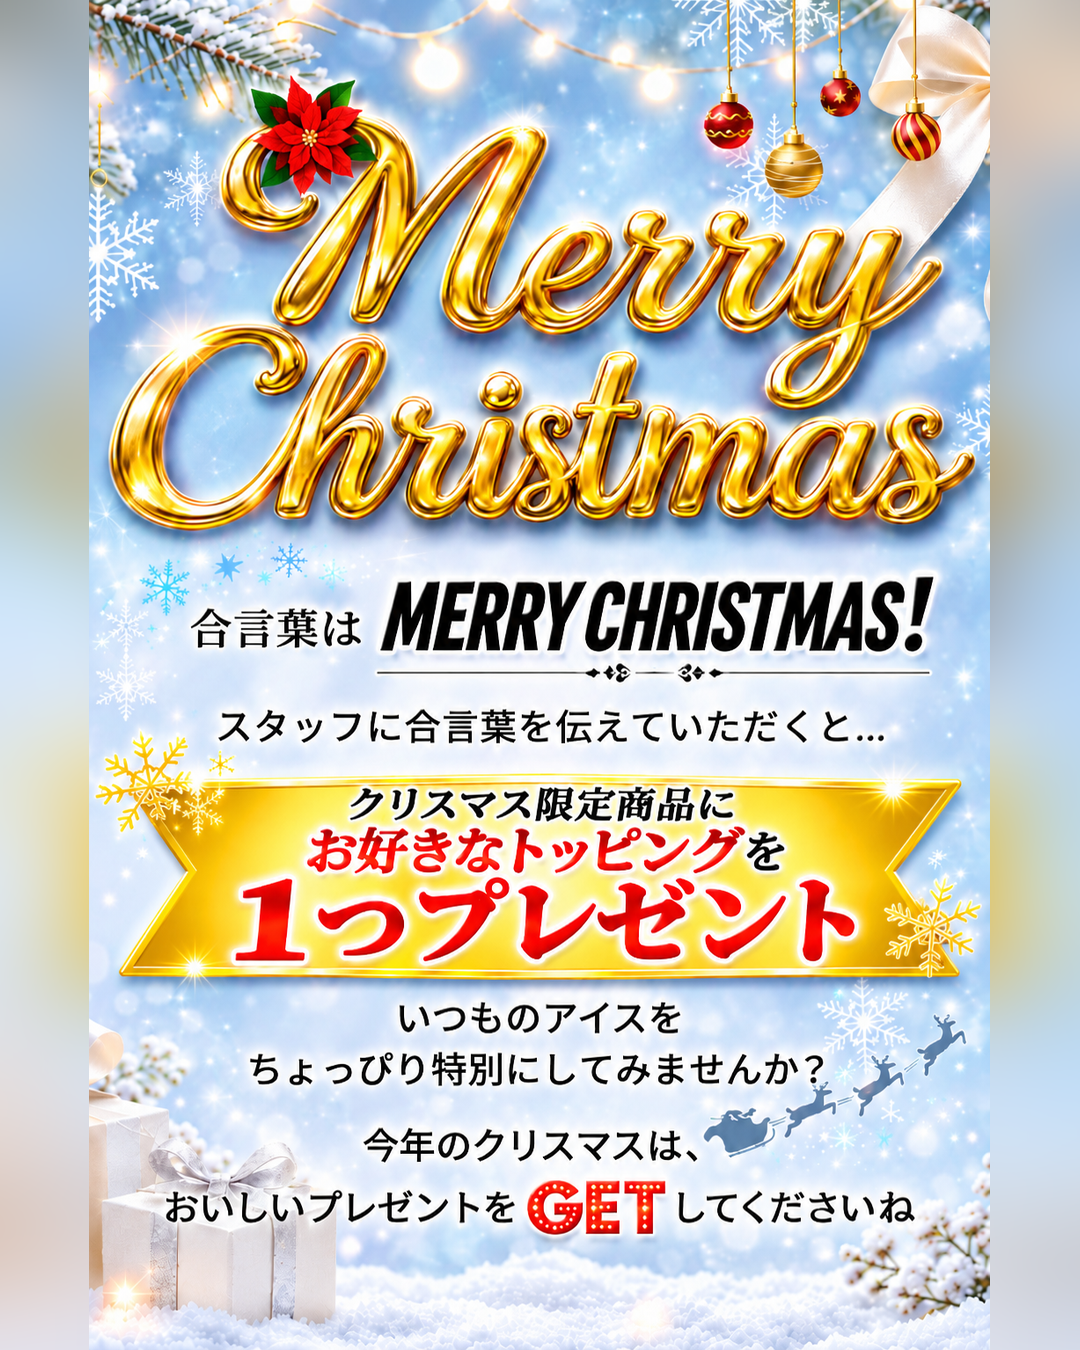 Merry
Christmas
合言葉は MERRY CHRISTMAS!
スタッフに合言葉を伝えていただくと...
クリスマス限定商品に
お好きなトッピングを
1つプレゼント
いつものアイスを
ちょっぴり特別にしてみませんか?
今年のクリスマスは、
おいしいプレゼントをGETしてくださいね